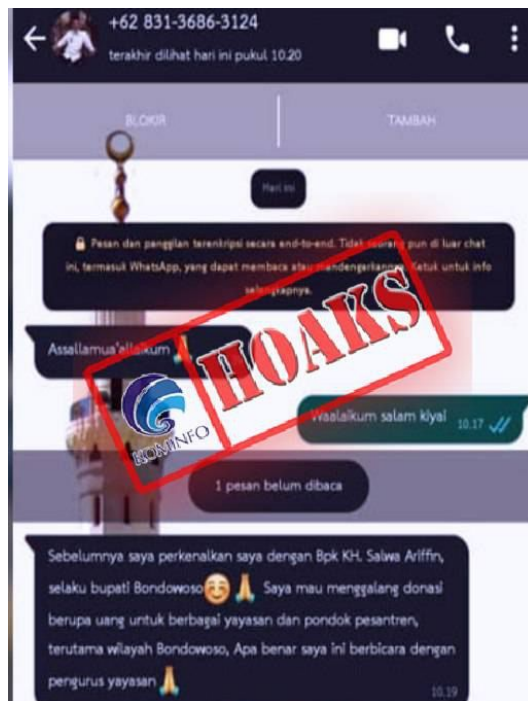 +62 831-3686-3124
terakhir dilihat hari ini pukul 10.20
BLOKIR TAMBAH
Hari ini
Pesan dan panggilan terenkripsi secara end-to-end. Tidak seorang pun di luar chat
ini, termasuk WhatsApp, yang dapat membaca atau mendengarkannya. Ketuk untuk info
selengkapnya.
Assallamua'allaikum 🙏
HOAKS
KOMINFO
Waalaikum salam kiyai 10.17
1 pesan belum dibaca
Sebelumnya saya perkenalkan saya dengan Bpk KH. Salwa Ariffin,
selaku bupati Bondowoso☺️🙏 Saya mau menggalang donasi
berupa uang untuk berbagai yayasan dan pondok pesantren,
terutama wilayah Bondowoso, Apa benar saya ini berbicara dengan
pengurus yayasan🙏
10.19